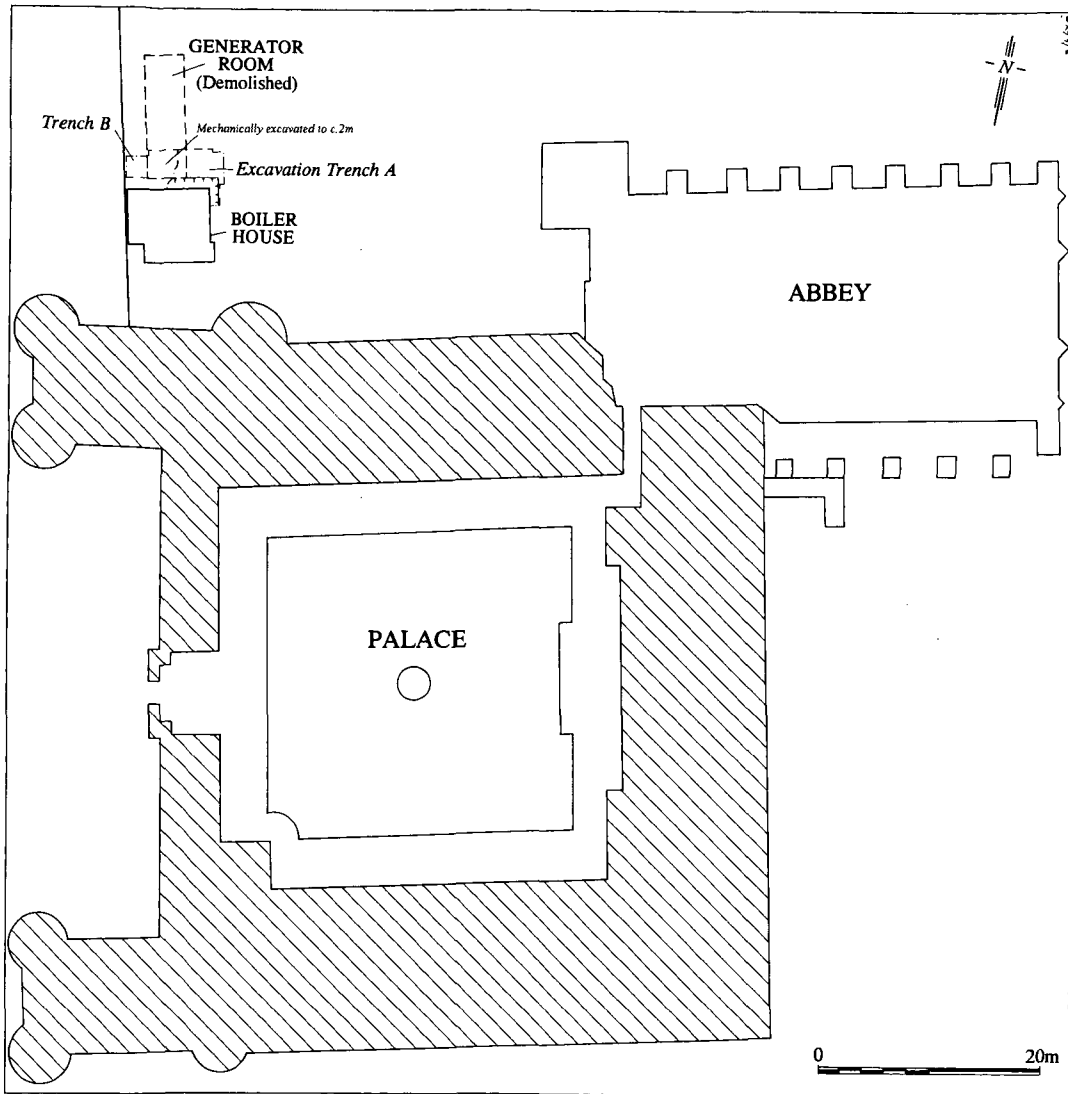 GENERATOR
ROOM
(Demolished)
N
Trench B
Mechanically excavated to c.2m
Excavation Trench A
BOILER
HOUSE
ABBEY
PALACE
0 20m